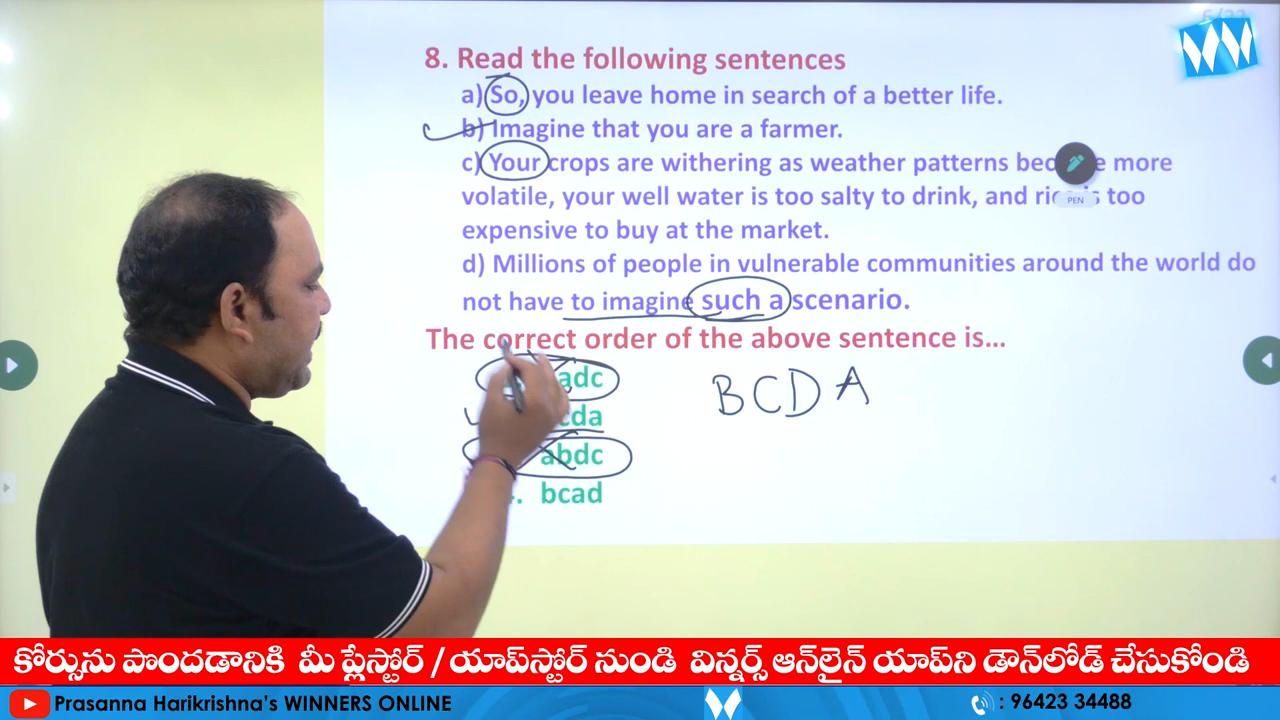 8. Read the following sentences
a) So, you leave home in search of a better life.
b) Imagine that you are a farmer.
c) Your crops are withering as weather patterns become more
volatile, your well water is too salty to drink, and rice is too
expensive to buy at the market.
d) Millions of people in vulnerable communities around the world do
not have to imagine such a scenario.
The correct order of the above sentence is...
adc
cda
abdc
bcad
B C D A
PEN
కోర్సును పొందడానికి మీ ప్లేస్టోర్ / యాప్‌స్టోర్ నుండి విన్నర్స్ ఆన్‌లైన్ యాప్‌ని డౌన్‌లోడ్ చేసుకోండి
Prasanna Harikrishna's WINNERS ONLINE
: 96423 34488